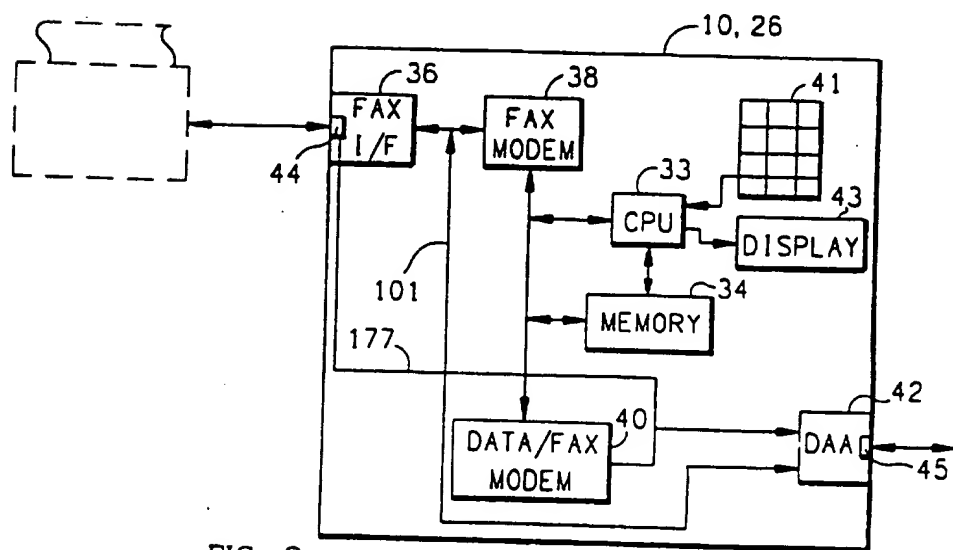 10, 26
36
38
41
FAX
I/F
FAX
MODEM
44
33
CPU
43
DISPLAY
101
34
MEMORY
177
42
DATA/FAX
MODEM
40
DAA
45
FIG.